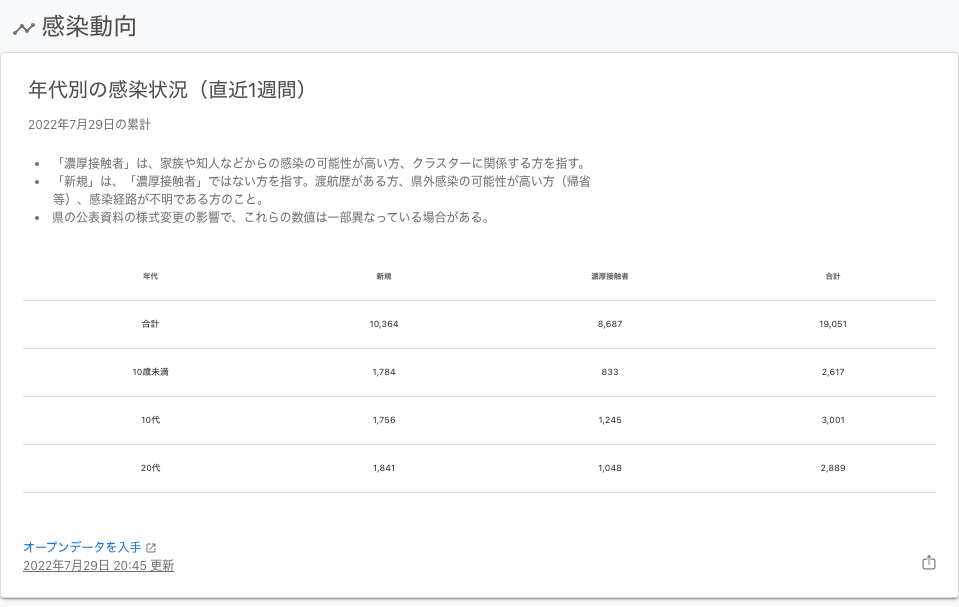 感染動向
年代別の感染状況（直近1週間）
2022年7月29日の累計
• 「濃厚接触者」は、家族や知人などからの感染の可能性が高い方、クラスターに関係する方を指す。
• 「新規」は、「濃厚接触者」ではない方を指す。渡航歴がある方、県外感染の可能性が高い方（帰省
等）、感染経路が不明である方のこと。
• 県の公表資料の様式変更の影響で、これらの数値は一部異なっている場合がある。
年代 新規 濃厚接触者 合計
合計 10,364 8,687 19,051
10歳未満 1,784 833 2,617
10代 1,756 1,245 3,001
20代 1,841 1,048 2,889
オープンデータを入手
2022年7月29日 20:45 更新